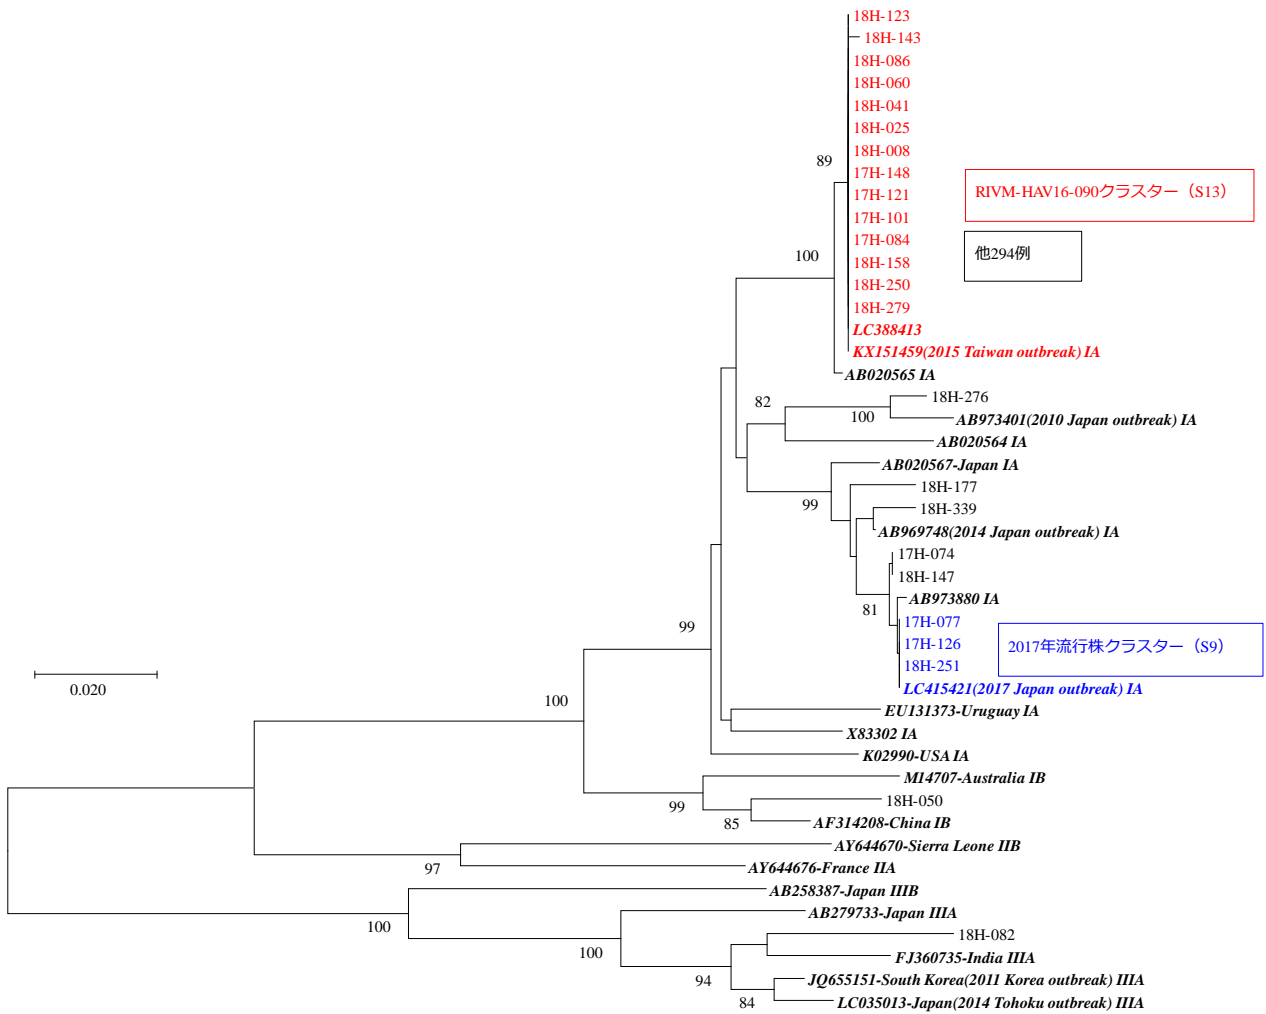 18H-123
18H-143
18H-086
18H-060
18H-041
18H-025
18H-008
89
17H-148
RIVM-HAV16-090クラスター（S13）
17H-121
17H-101
17H-084
他294例
100
18H-158
18H-250
18H-279
LC388413
KX151459(2015 Taiwan outbreak) IA
AB020565 IA
82
18H-276
100
AB973401(2010 Japan outbreak) IA
AB020564 IA
AB020567-Japan IA
18H-177
99
18H-339
AB969748(2014 Japan outbreak) IA
17H-074
18H-147
AB973880 IA
81
17H-077
99
17H-126
2017年流行株クラスター（S9）
18H-251
0.020
LC415421(2017 Japan outbreak) IA
100
EU131373-Uruguay IA
X83302 IA
K02990-USA IA
M14707-Australia IB
99
18H-050
85
AF314208-China IB
AY644670-Sierra Leone IIB
97
AY644676-France IIA
AB258387-Japan IIIB
100
AB279733-Japan IIIA
18H-082
100
FJ360735-India IIIA
94
JQ655151-South Korea(2011 Korea outbreak) IIIA
84
LC035013-Japan(2014 Tohoku outbreak) IIIA